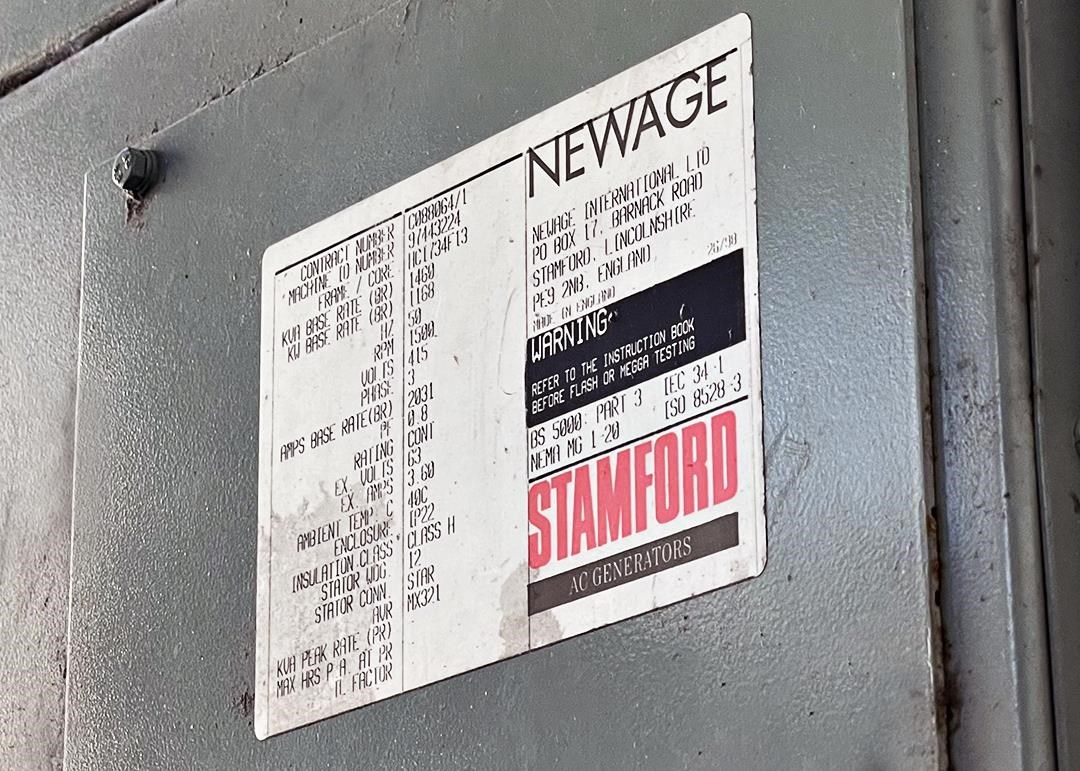 CONTRACT NUMBER C088064/1
MACHINE ID NUMBER 97443224
FRAME / CORE HCI734F13
KVA BASE RATE (BR) 1460
KW BASE RATE (BR) 1168
HZ 50
RPM 1500
VOLTS 415
PHASE 3
AMPS BASE RATE(BR) 2031
PF 0.8
RATING CONT
EX. VOLTS 63
EX. AMPS 3.60
AMBIENT TEMP. C 40C
ENCLOSURE IP22
INSULATION.CLASS CLASS H
STATOR WDG. 12
STATOR CONN. STAR
AVR MX321
KVA PEAK RATE (PR)
MAX HRS P.A. AT PR
TL FACTOR
NEWAGE
NEWAGE INTERNATIONAL LTD
PO BOX 17, BARNACK ROAD
STAMFORD, LINCOLNSHIRE
PE9 2NB, ENGLAND
26/90
MADE IN ENGLAND
WARNING
REFER TO THE INSTRUCTION BOOK
BEFORE FLASH OR MEGGA TESTING
BS 5000: PART 3 IEC 34-1
NEMA MG 1-20 ISO 8528-3
STAMFORD
AC GENERATORS